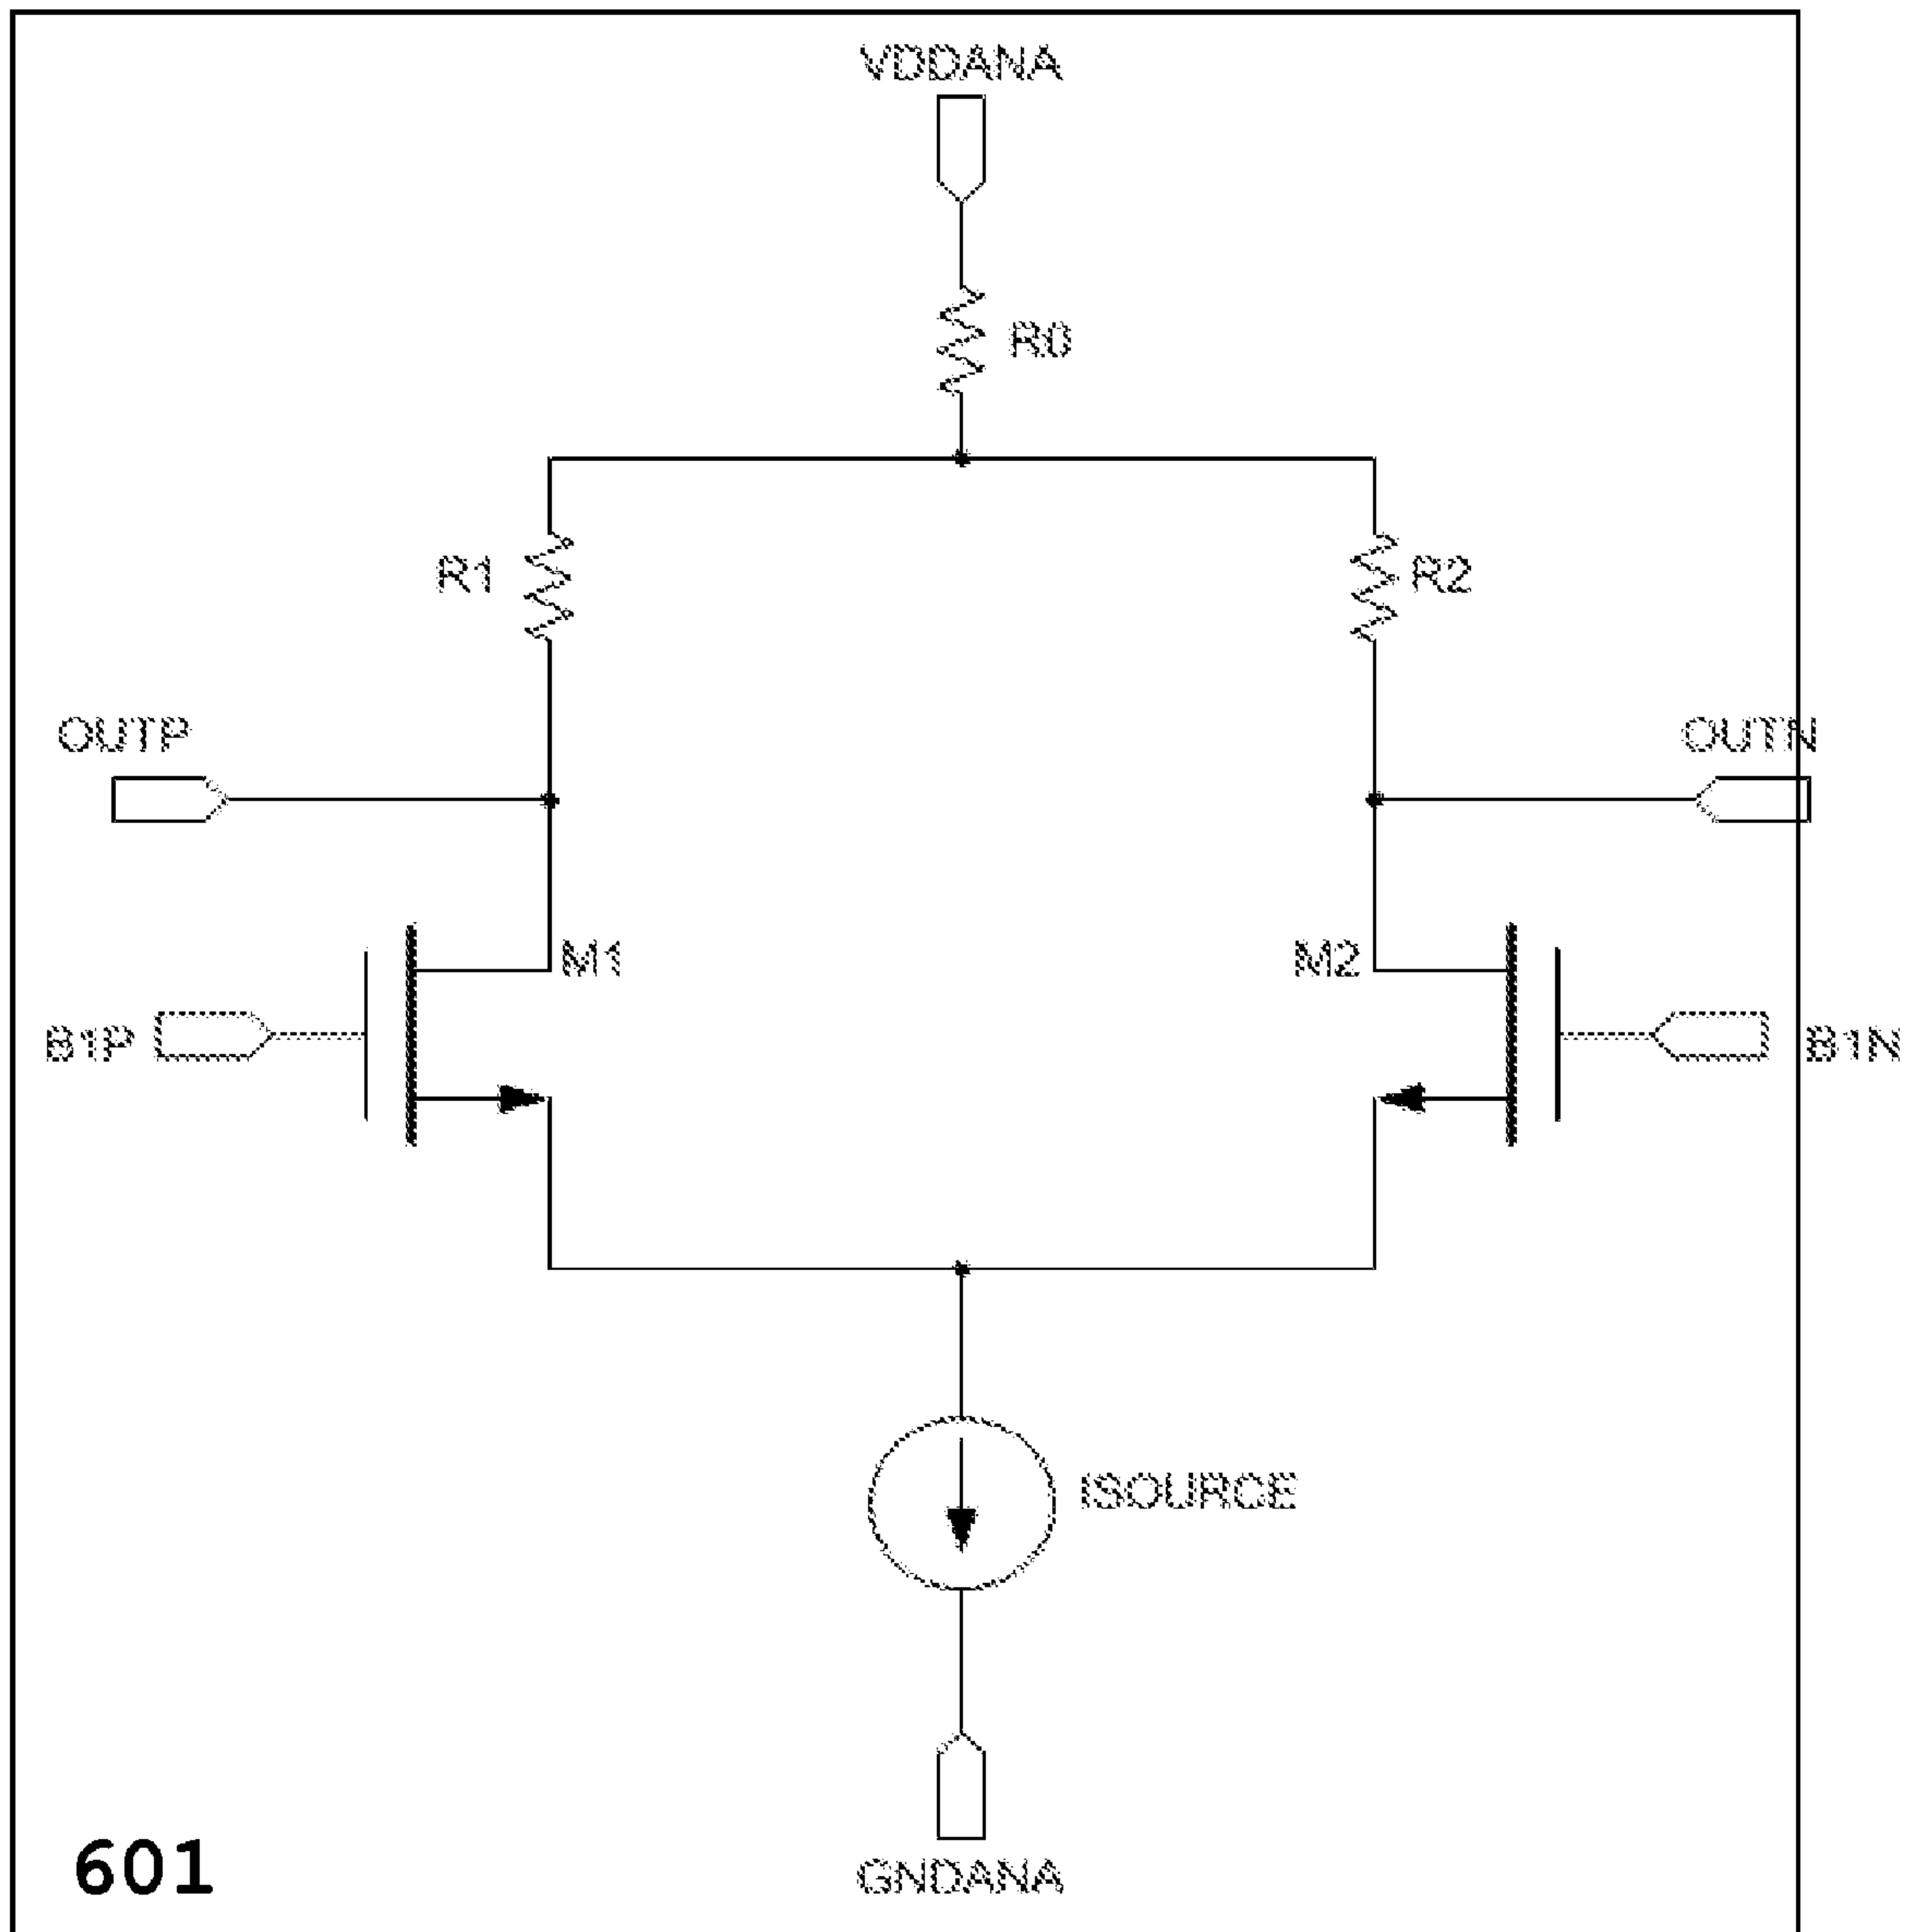 VDDANA
R0
R1
R2
OUTP
OUTN
M1
M2
B1P
B1N
ISOURCE
601
GNDANA